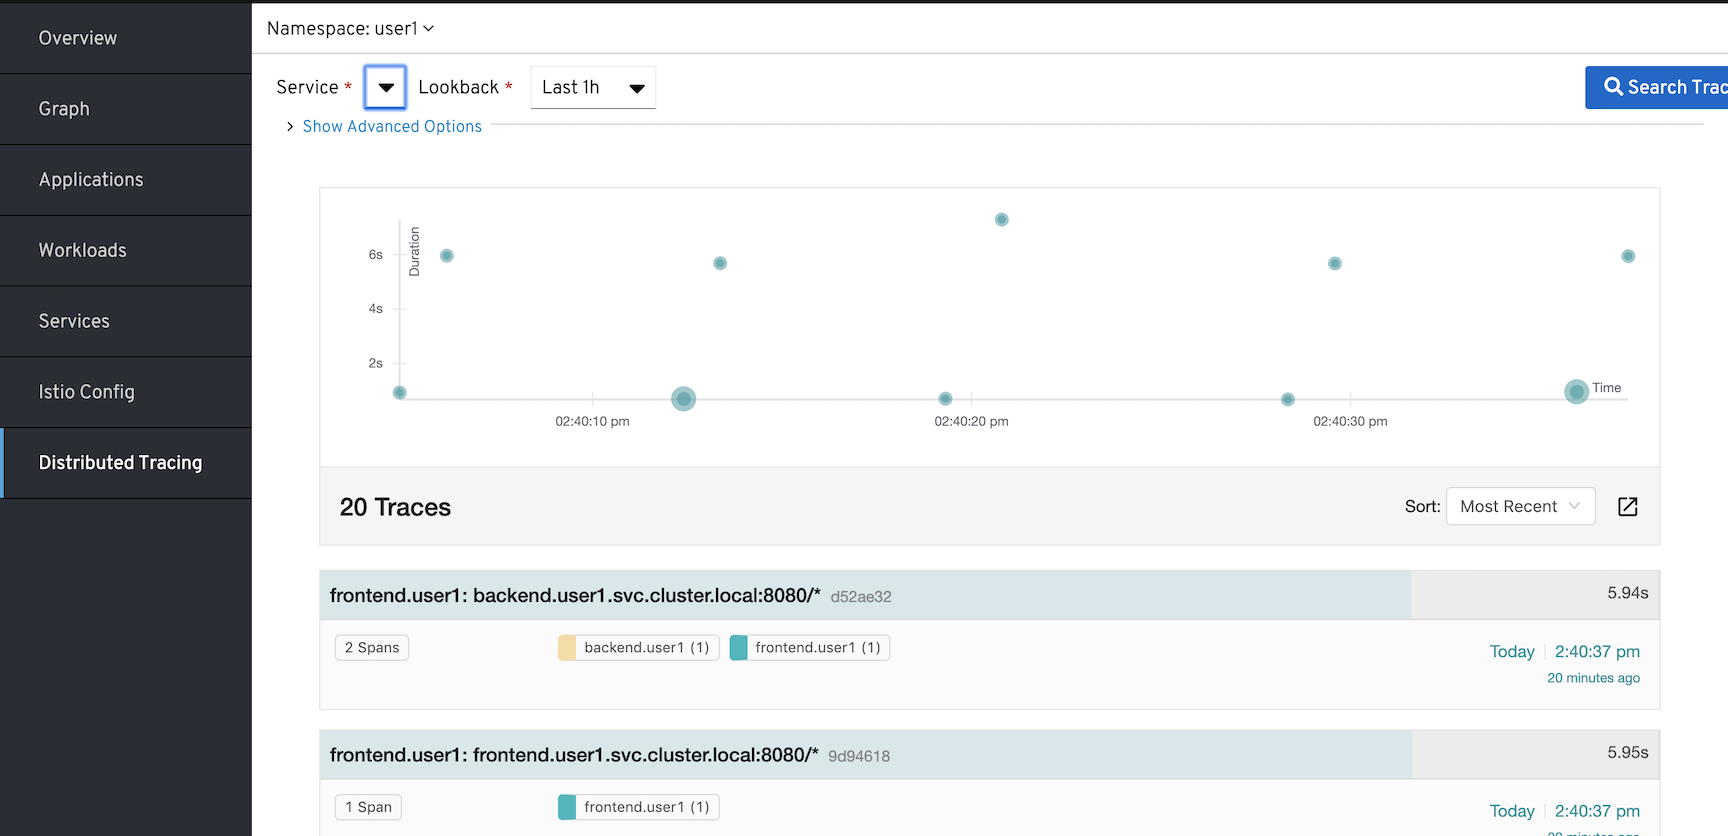 Overview
Graph
Applications
Workloads
Services
Istio Config
Distributed Tracing
Namespace: user1
Service * Lookback * Last 1h
Search Trac
Show Advanced Options
Duration
6s
4s
2s
Time
02:40:10 pm 02:40:20 pm 02:40:30 pm
20 Traces
Sort: Most Recent
frontend.user1: backend.user1.svc.cluster.local:8080/* d52ae32 5.94s
2 Spans backend.user1 (1) frontend.user1 (1)
Today 2:40:37 pm
20 minutes ago
frontend.user1: frontend.user1.svc.cluster.local:8080/* 9d94618 5.95s
1 Span frontend.user1 (1)
Today 2:40:37 pm